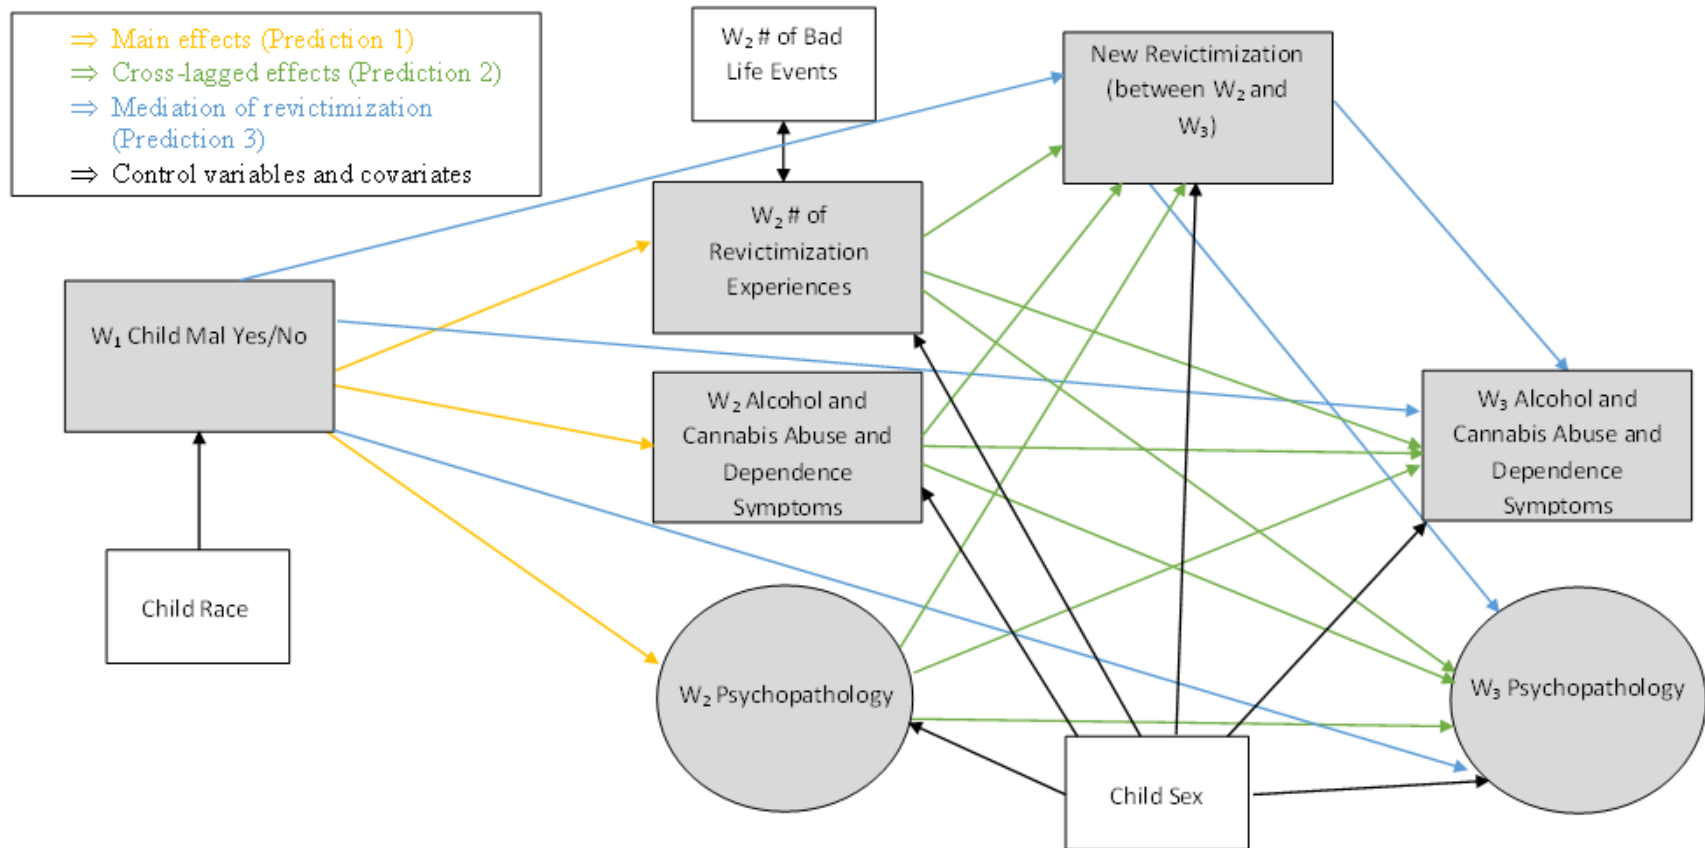 ⇒ Main effects (Prediction 1)
⇒ Cross-lagged effects (Prediction 2)
⇒ Mediation of revictimization
(Prediction 3)
⇒ Control variables and covariates
W₂ # of Bad
Life Events
New Revictimization
(between W₂ and
W₃)
W₂ # of
Revictimization
Experiences
W₁ Child Mal Yes/No
W₂ Alcohol and
Cannabis Abuse and
Dependence
Symptoms
W₃ Alcohol and
Cannabis Abuse and
Dependence
Symptoms
Child Race
W₂ Psychopathology
W₃ Psychopathology
Child Sex